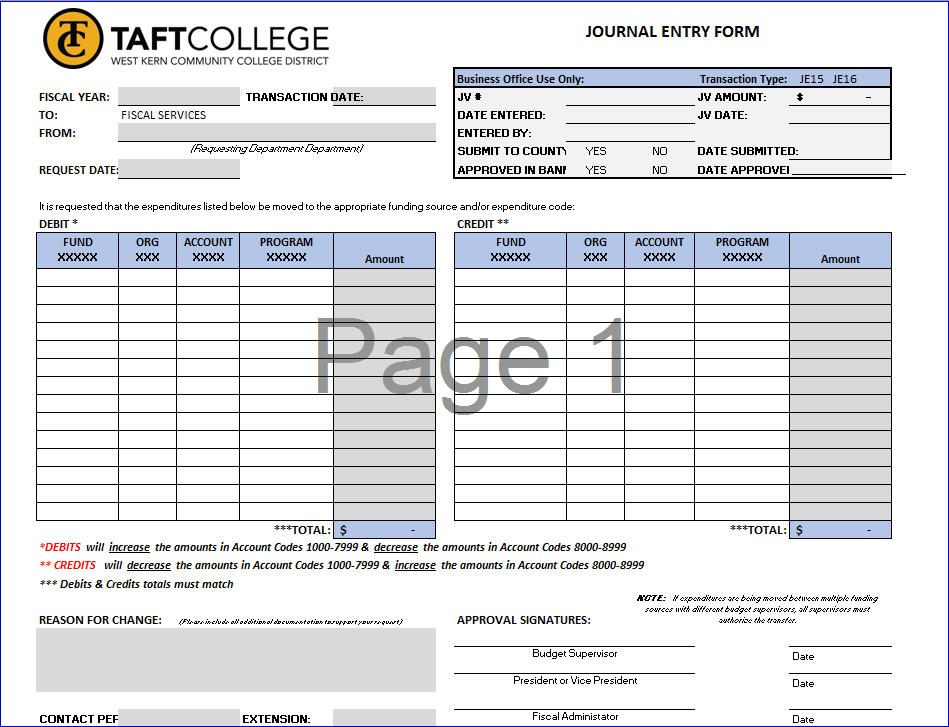 TC
TAFTCOLLEGE
WEST KERN COMMUNITY COLLEGE DISTRICT
JOURNAL ENTRY FORM
Business Office Use Only: Transaction Type: JE15 JE16
JV # JV AMOUNT: $ -
DATE ENTERED: JV DATE:
ENTERED BY:
SUBMIT TO COUNTY YES NO DATE SUBMITTED:
APPROVED IN BANN YES NO DATE APPROVEI
FISCAL YEAR: TRANSACTION DATE:
TO: FISCAL SERVICES
FROM:
(Requesting Department Department)
REQUEST DATE:
It is requested that the expenditures listed below be moved to the appropriate funding source and/or expenditure code:
DEBIT * CREDIT **
FUND ORG ACCOUNT PROGRAM FUND ORG ACCOUNT PROGRAM
XXXXX XXX XXXX XXXXX Amount XXXXX XXX XXXX XXXXX Amount
Page 1
***TOTAL: $ - ***TOTAL: $ -
*DEBITS will increase the amounts in Account Codes 1000-7999 & decrease the amounts in Account Codes 8000-8999
** CREDITS will decrease the amounts in Account Codes 1000-7999 & increase the amounts in Account Codes 8000-8999
*** Debits & Credits totals must match
NOTE: If expenditures are being moved between multiple funding
sources with different budget supervisors, all supervisors must
authorize the transfer.
REASON FOR CHANGE: (Please include all additional documentation to support your request)
APPROVAL SIGNATURES:
Budget Supervisor Date
President or Vice President Date
Fiscal Administator Date
CONTACT PER EXTENSION: